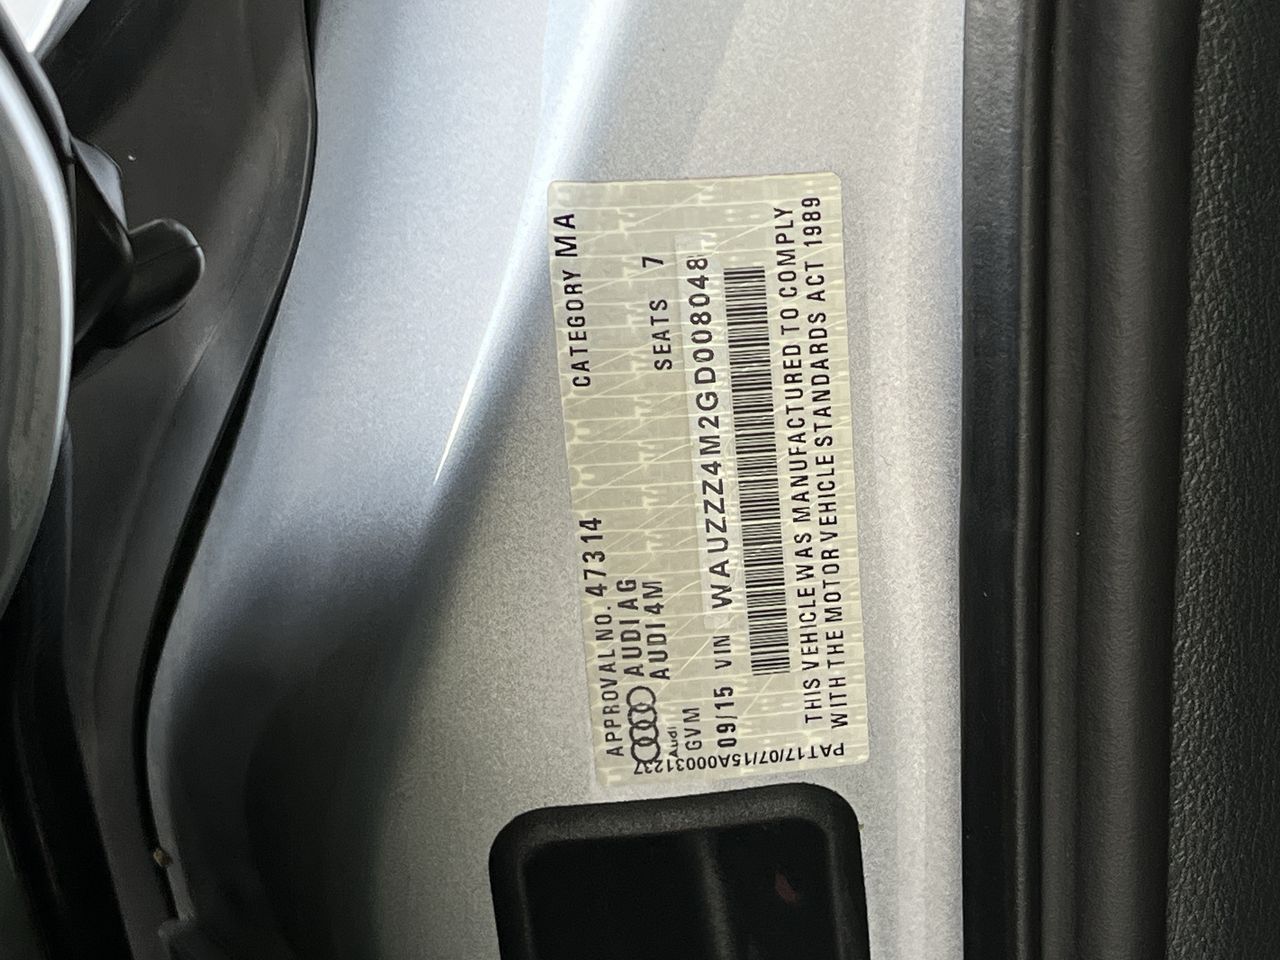 APPROVAL NO. 47314 CATEGORY MA
AUDI AG
AUDI 4M SEATS 7
Audi
GVM
09/15 VIN WAUZZZ4M2GD008048
THIS VEHICLE WAS MANUFACTURED TO COMPLY
WITH THE MOTOR VEHICLE STANDARDS ACT 1989
PAT17/07/15A00031237